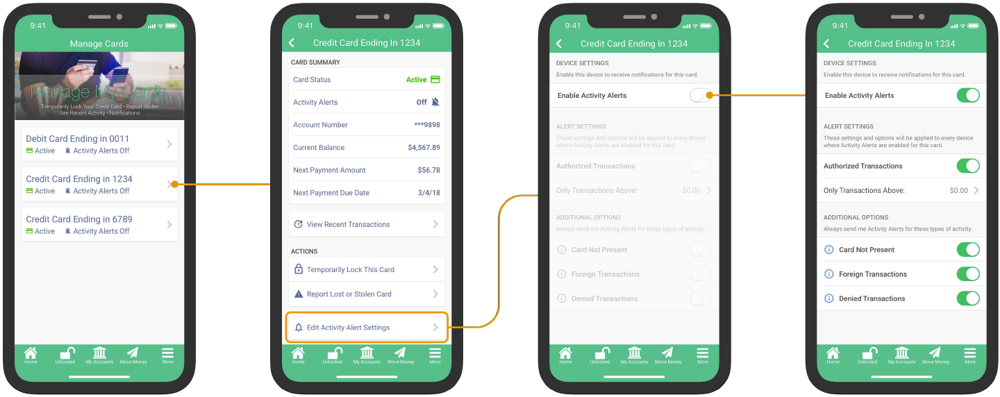 9:41
Manage Cards
Manage My Cards
Temporarily Lock Your Credit Card • Report Stolen
See Recent Activity • Notifications
Debit Card Ending in 0011
Active Activity Alerts Off
Credit Card Ending in 1234
Active Activity Alerts Off
Credit Card Ending in 6789
Active Activity Alerts Off
Home Unlocked My Accounts Move Money More
9:41
Credit Card Ending In 1234
CARD SUMMARY
Card Status Active
Activity Alerts Off
Account Number ***9898
Current Balance $4,567.89
Next Payment Amount $56.78
Next Payment Due Date 3/4/18
View Recent Transactions
ACTIONS
Temporarily Lock This Card
Report Lost or Stolen Card
Edit Activity Alert Settings
Home Unlocked My Accounts Move Money More
9:41
Credit Card Ending In 1234
DEVICE SETTINGS
Enable this device to receive notifications for this card.
Enable Activity Alerts
ALERT SETTINGS
These settings and options will be applied to every device
where Activity Alerts are enabled for this card.
Authorized Transactions
Only Transactions Above: $0.00
ADDITIONAL OPTIONS
Always send me Activity Alerts for these types of activity:
Card Not Present
Foreign Transactions
Denied Transactions
Home Unlocked My Accounts Move Money More
9:41
Credit Card Ending In 1234
DEVICE SETTINGS
Enable this device to receive notifications for this card.
Enable Activity Alerts
ALERT SETTINGS
These settings and options will be applied to every device
where Activity Alerts are enabled for this card.
Authorized Transactions
Only Transactions Above: $0.00
ADDITIONAL OPTIONS
Always send me Activity Alerts for these types of activity:
Card Not Present
Foreign Transactions
Denied Transactions
Home Unlocked My Accounts Move Money More